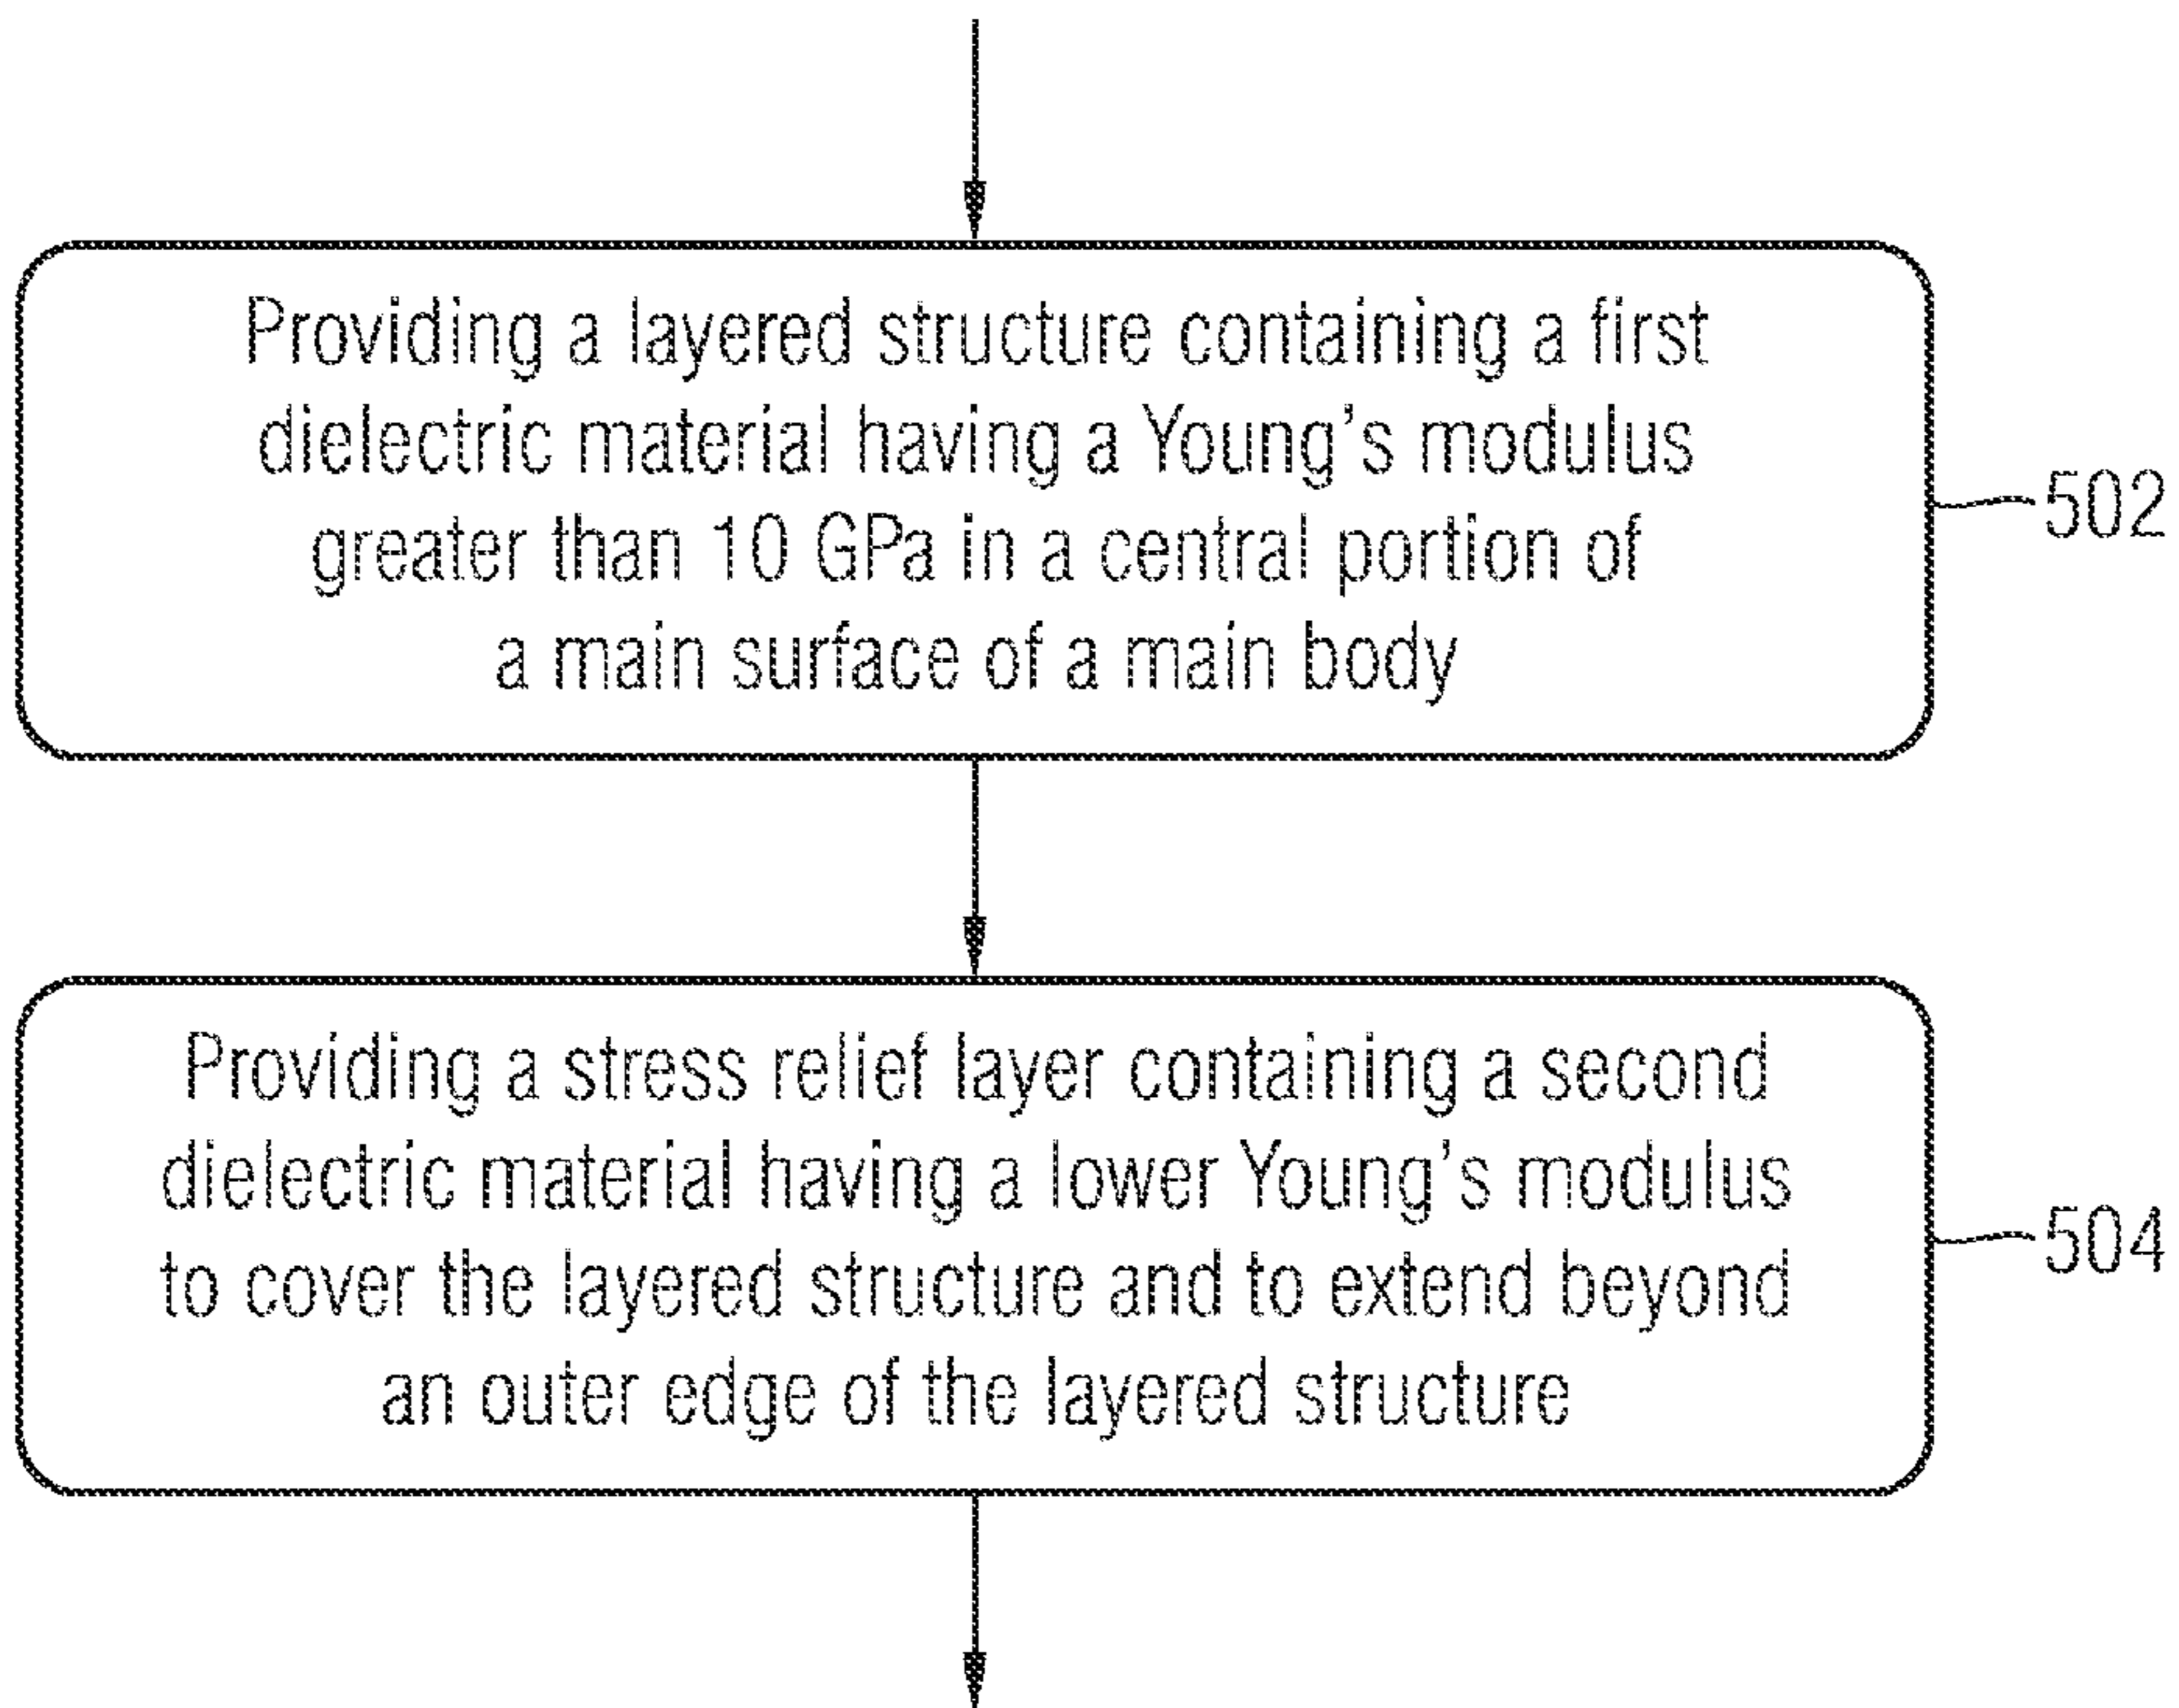 Providing a layered structure containing a first
dielectric material having a Young's modulus
greater than 10 GPa in a central portion of
a main surface of a main body
502
Providing a stress relief layer containing a second
dielectric material having a lower Young's modulus
to cover the layered structure and to extend beyond
an outer edge of the layered structure
504